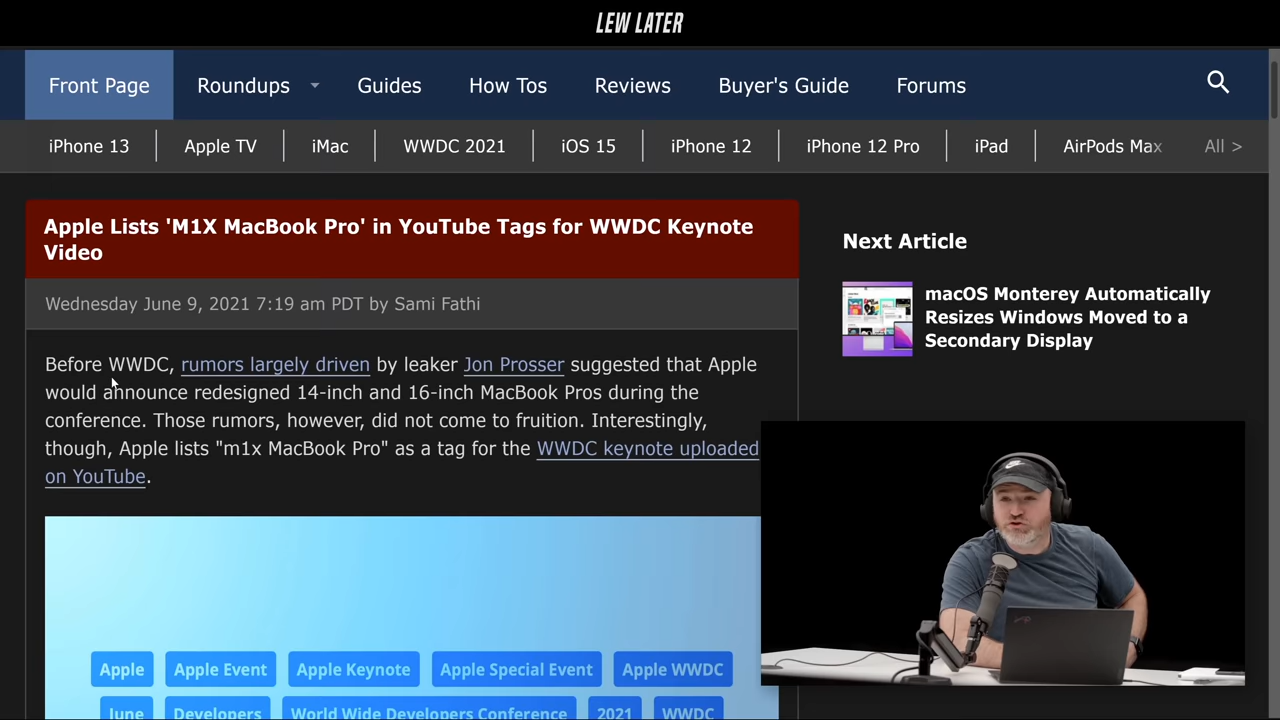 LEW LATER
Front Page Roundups Guides How Tos Reviews Buyer's Guide Forums
iPhone 13 Apple TV iMac WWDC 2021 iOS 15 iPhone 12 iPhone 12 Pro iPad AirPods Max All >
Apple Lists 'M1X MacBook Pro' in YouTube Tags for WWDC Keynote
Video
Wednesday June 9, 2021 7:19 am PDT by Sami Fathi
Before WWDC, rumors largely driven by leaker Jon Prosser suggested that Apple
would announce redesigned 14-inch and 16-inch MacBook Pros during the
conference. Those rumors, however, did not come to fruition. Interestingly,
though, Apple lists "m1x MacBook Pro" as a tag for the WWDC keynote uploaded
on YouTube.
Apple Apple Event Apple Keynote Apple Special Event Apple WWDC
June Developers World Wide Developers Conference 2021 WWDC
Next Article
macOS Monterey Automatically
Resizes Windows Moved to a
Secondary Display